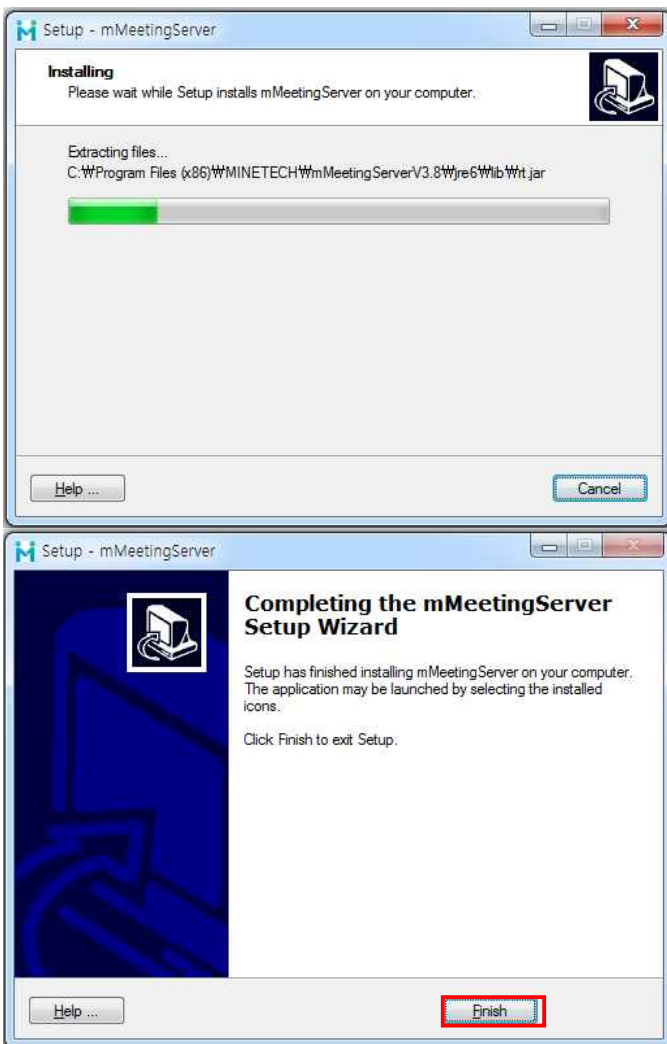 Setup - mMeetingServer
Installing
Please wait while Setup installs mMeetingServer on your computer.
Extracting files...
C:₩Program Files (x86)₩MINETECH₩mMeetingServerV3.8₩jre6₩lib₩rt.jar
Help ...
Cancel
Setup - mMeetingServer
Completing the mMeetingServer
Setup Wizard
Setup has finished installing mMeetingServer on your computer.
The application may be launched by selecting the installed
icons.
Click Finish to exit Setup.
Help ...
Finish